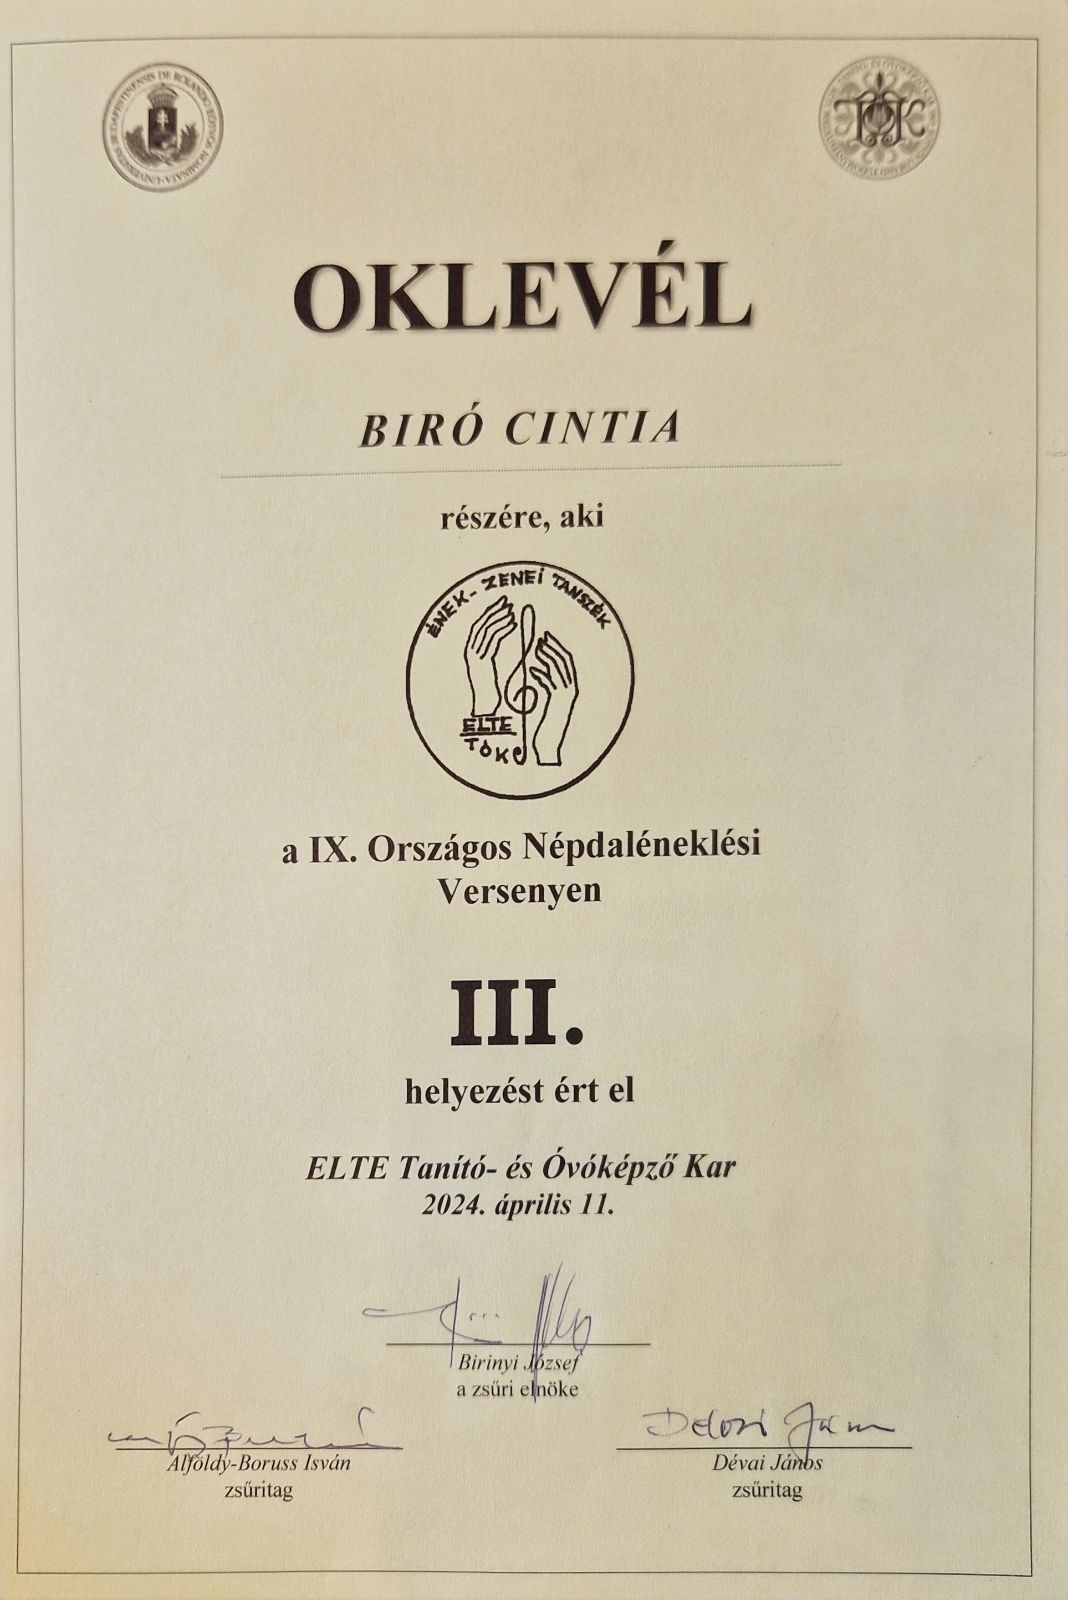 OKLEVÉL
BIRÓ CINTIA
részére, aki
ÉNEK-ZENEI TANSZÉK
ELTE
TÓK
a IX. Országos Népdaléneklési
Versenyen
III.
helyezést ért el
ELTE Tanító- és Óvóképző Kar
2024. április 11.
Birinyi József
a zsűri elnöke
Alföldy-Boruss Isván
zsűritag
Dévai János
zsűritag